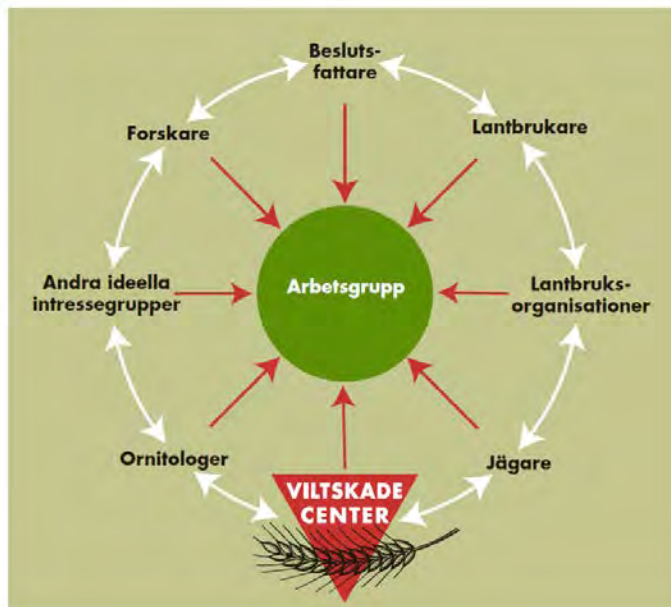 Besluts-
fattare
Forskare
Lantbrukare
Andra ideella
intressegrupper
Arbetsgrupp
Lantbruks-
organisationer
Ornitologer
VILTSKADE
CENTER
Jägare